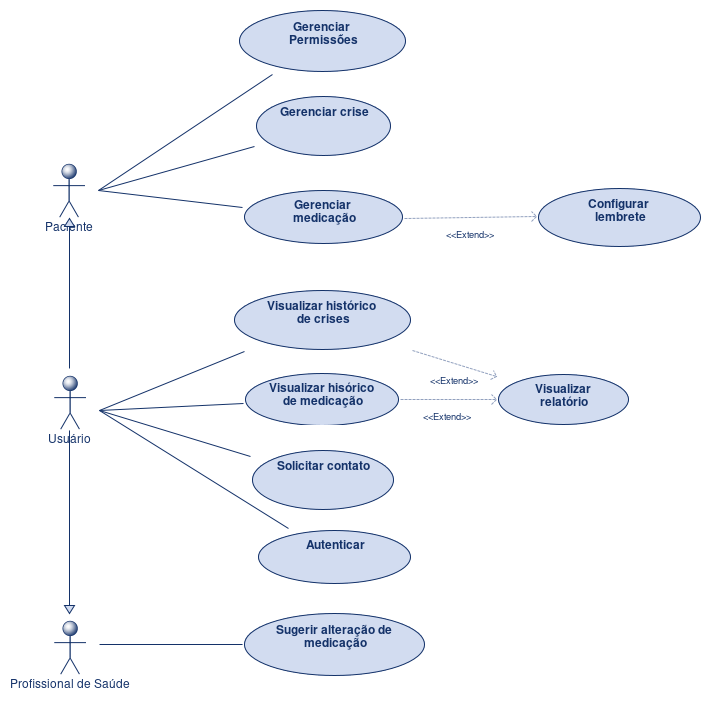 Gerenciar
Permissões
Gerenciar crise
Paciente
Gerenciar
medicação
<<Extend>>
Configurar
lembrete
Visualizar histórico
de crises
<<Extend>>
Usuário
Visualizar hisórico
de medicação
<<Extend>>
Visualizar
relatório
Solicitar contato
Autenticar
Sugerir alteração de
medicação
Profissional de Saúde